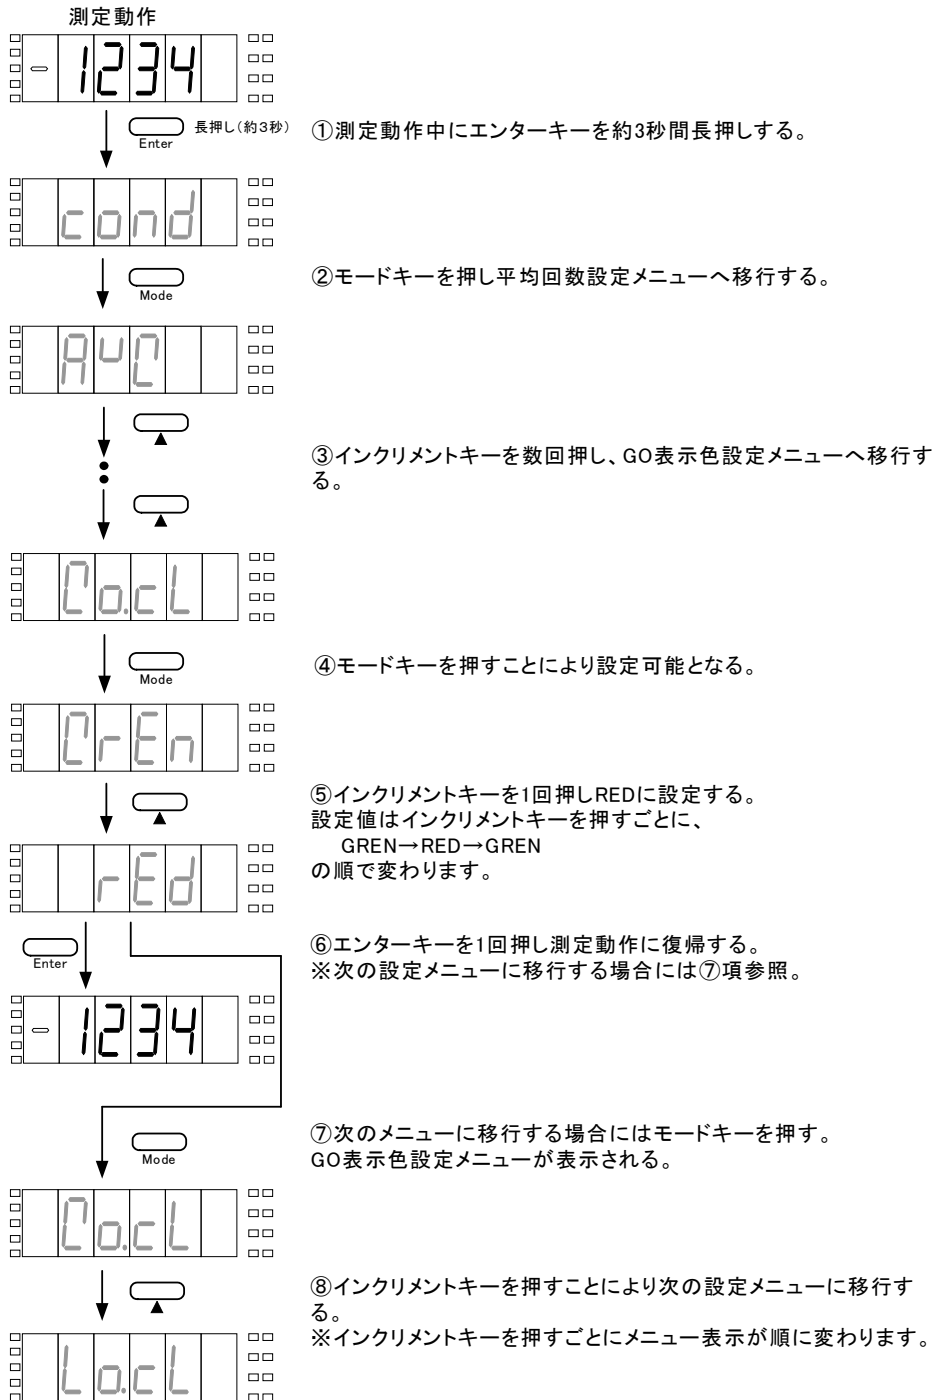 測定動作
-1234
長押し(約3秒)
Enter
①測定動作中にエンターキーを約3秒間長押しする。
cond
Mode
②モードキーを押し平均回数設定メニューへ移行する。
AvG
▲
③インクリメントキーを数回押し、GO表示色設定メニューへ移行す
る。
▲
Go.cL
Mode
④モードキーを押すことにより設定可能となる。
GrEn
▲
⑤インクリメントキーを1回押しREDに設定する。
設定値はインクリメントキーを押すごとに、
GREN→RED→GREN
の順で変わります。
rEd
Enter
⑥エンターキーを1回押し測定動作に復帰する。
※次の設定メニューに移行する場合には⑦項参照。
-1234
Mode
⑦次のメニューに移行する場合にはモードキーを押す。
GO表示色設定メニューが表示される。
Go.cL
▲
⑧インクリメントキーを押すことにより次の設定メニューに移行す
る。
※インクリメントキーを押すごとにメニュー表示が順に変わります。
Lo.cL